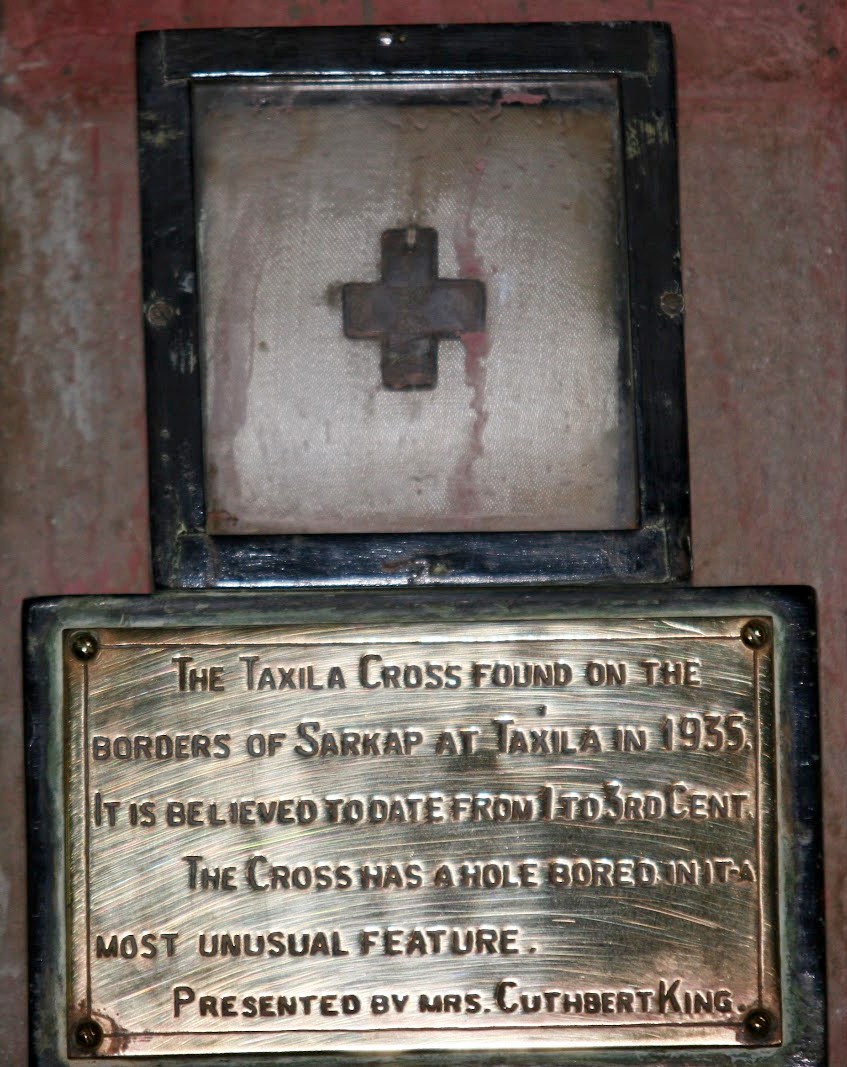 THE TAXILA CROSS FOUND ON THE
BORDERS OF SARKAP AT TAXILA IN 1935.
IT IS BELIEVED TO DATE FROM 1 TO 3RD CENT.
THE CROSS HAS A HOLE BORED IN IT-A
MOST UNUSUAL FEATURE.
PRESENTED BY MRS. CUTHBERT KING.